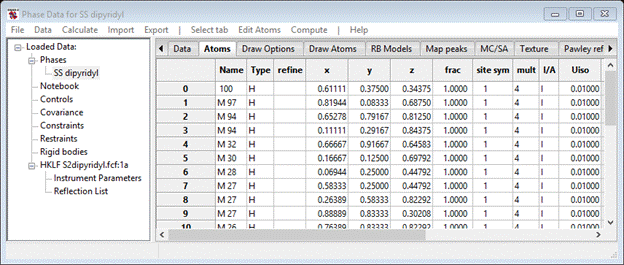 Phase Data for SS dipyridyl
File Data Calculate Import Export | Select tab Edit Atoms Compute | Help
Loaded Data:
Phases
SS dipyridyl
Notebook
Controls
Covariance
Constraints
Restraints
Rigid bodies
HKLF S2dipyridyl.fcf:1a
Instrument Parameters
Reflection List
Data Atoms Draw Options Draw Atoms RB Models Map peaks MC/SA Texture Pawley ref
Name Type refine x y z frac site sym mult I/A Uiso
0 100 H 0.61111 0.37500 0.34375 1.0000 1 4 I 0.01000
1 M 97 H 0.81944 0.08333 0.68750 1.0000 1 4 I 0.01000
2 M 94 H 0.65278 0.79167 0.81250 1.0000 1 4 I 0.01000
3 M 94 H 0.11111 0.29167 0.84375 1.0000 1 4 I 0.01000
4 M 32 H 0.66667 0.91667 0.64583 1.0000 1 4 I 0.01000
5 M 30 H 0.16667 0.12500 0.69792 1.0000 1 4 I 0.01000
6 M 28 H 0.06944 0.25000 0.44792 1.0000 1 4 I 0.01000
7 M 27 H 0.58333 0.25000 0.44792 1.0000 1 4 I 0.01000
8 M 27 H 0.26389 0.58333 0.82292 1.0000 1 4 I 0.01000
9 M 27 H 0.88889 0.83333 0.30208 1.0000 1 4 I 0.01000
10 M 26 H 0.76389 0.83333 0.82292 1.0000 1 4 I 0.01000